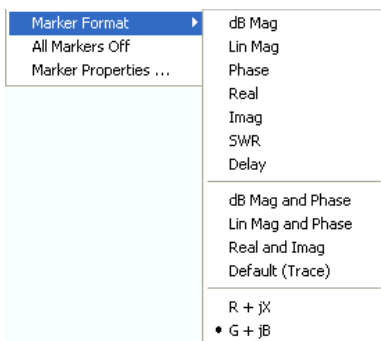 Marker Format
All Markers Off
Marker Properties ...
dB Mag
Lin Mag
Phase
Real
Imag
SWR
Delay
dB Mag and Phase
Lin Mag and Phase
Real and Imag
Default (Trace)
R + jX
• G + jB